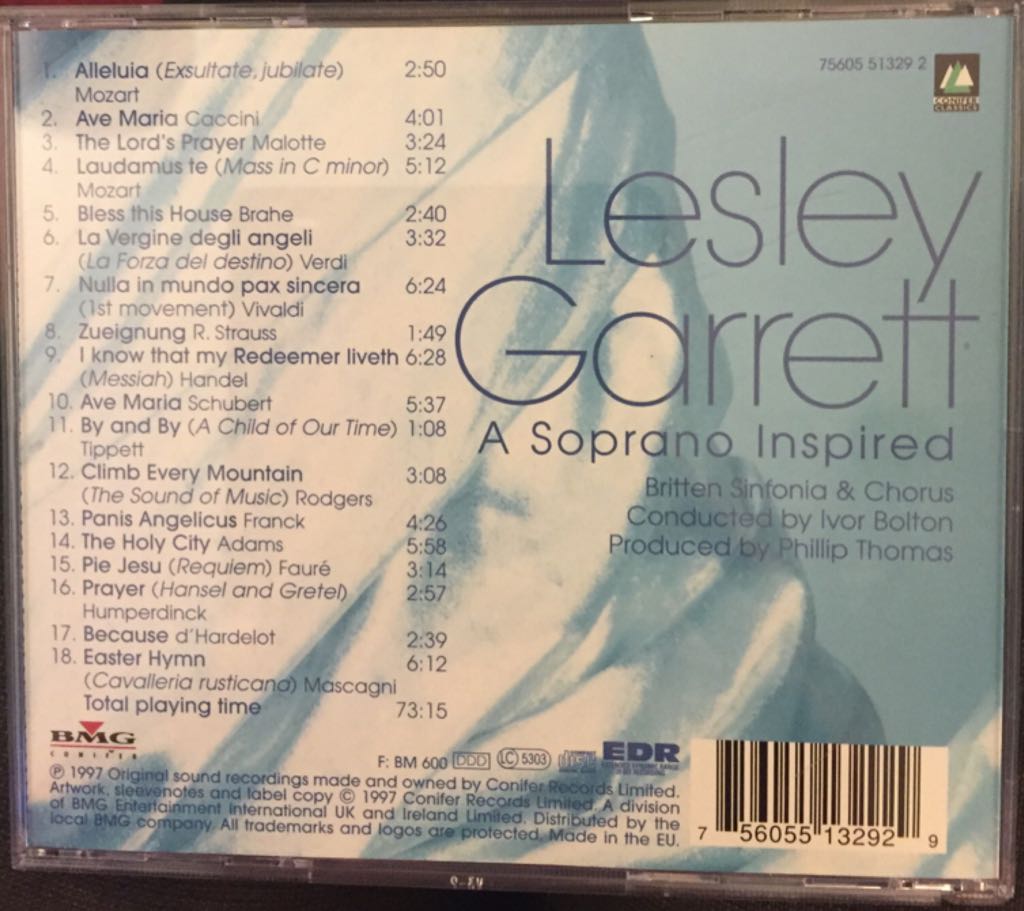 1. Alleluia (Exsultate, jubilate) 2:50
Mozart
2. Ave Maria Caccini 4:01
3. The Lord's Prayer Malotte 3:24
4. Laudamus te (Mass in C minor) 5:12
Mozart
5. Bless this House Brahe 2:40
6. La Vergine degli angeli 3:32
(La Forza del destino) Verdi
7. Nulla in mundo pax sincera 6:24
(1st movement) Vivaldi
8. Zueignung R. Strauss 1:49
9. I know that my Redeemer liveth 6:28
(Messiah) Handel
10. Ave Maria Schubert 5:37
11. By and By (A Child of Our Time) 1:08
Tippett
12. Climb Every Mountain 3:08
(The Sound of Music) Rodgers
13. Panis Angelicus Franck 4:26
14. The Holy City Adams 5:58
15. Pie Jesu (Requiem) Fauré 3:14
16. Prayer (Hansel and Gretel) 2:57
Humperdinck
17. Because d'Hardelot 2:39
18. Easter Hymn 6:12
(Cavalleria rusticana) Mascagni
Total playing time 73:15
75605 51329 2
CONIFER
CLASSICS
Lesley
Garrett
A Soprano Inspired
Britten Sinfonia & Chorus
Conducted by Ivor Bolton
Produced by Phillip Thomas
BMG
CONIFER
F: BM 600 DDD LC 5303 EDR
℗ 1997 Original sound recordings made and owned by Conifer Records Limited.
Artwork, sleevenotes and label copy © 1997 Conifer Records Limited. A division
of BMG Entertainment International UK and Ireland Limited. Distributed by the
local BMG company. All trademarks and logos are protected. Made in the EU.
7 56055 13292 9